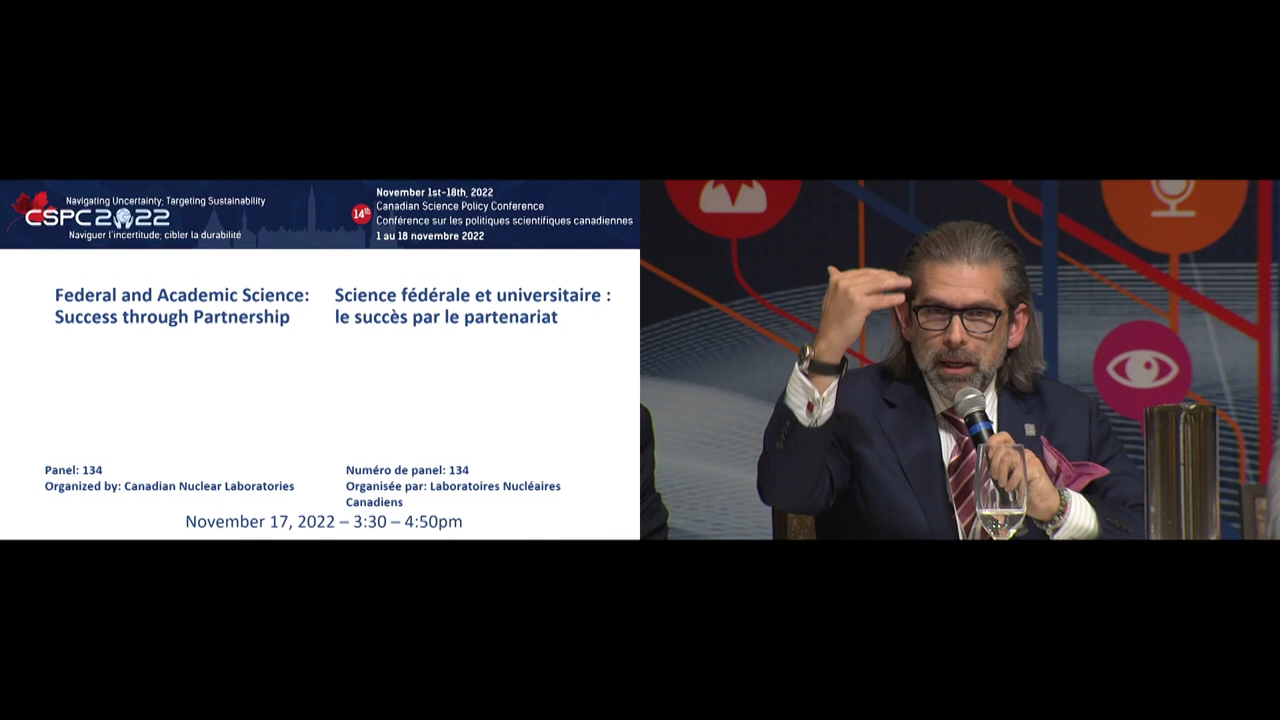 Navigating Uncertainty; Targeting Sustainability
CSPC 2022
Naviguer l'incertitude; cibler la durabilité
14th
November 1st-18th, 2022
Canadian Science Policy Conference
Conférence sur les politiques scientifiques canadiennes
1 au 18 novembre 2022
Federal and Academic Science:
Success through Partnership
Science fédérale et universitaire :
le succès par le partenariat
Panel: 134
Organized by: Canadian Nuclear Laboratories
Numéro de panel: 134
Organisée par: Laboratoires Nucléaires
Canadiens
November 17, 2022 – 3:30 – 4:50pm